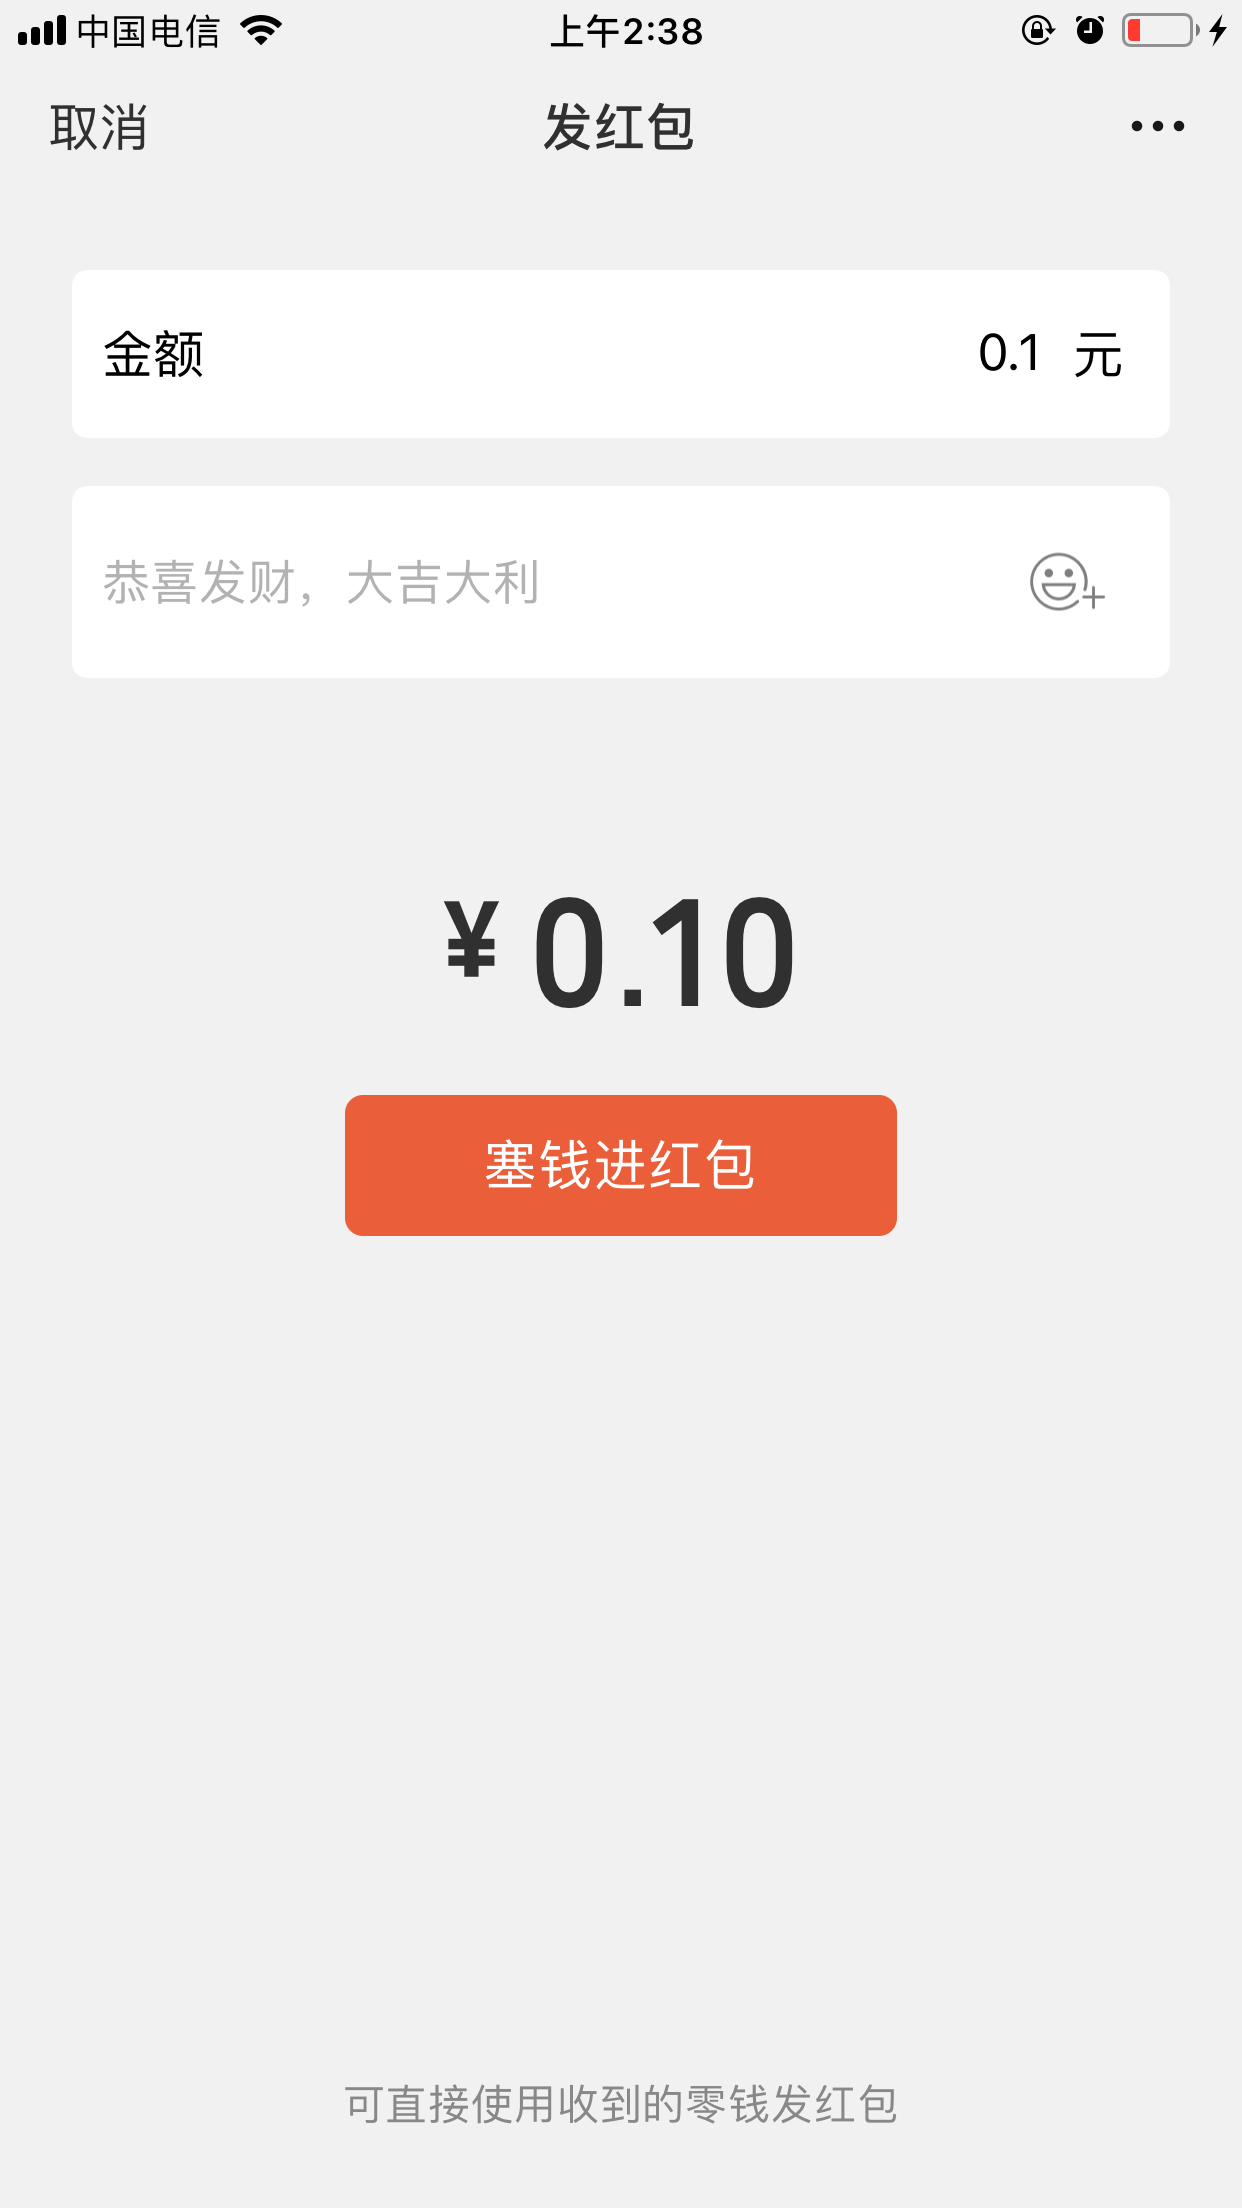 中国电信 上午2:38
取消 发红包
金额 0.1 元
恭喜发财，大吉大利
¥ 0.10
塞钱进红包
可直接使用收到的零钱发红包